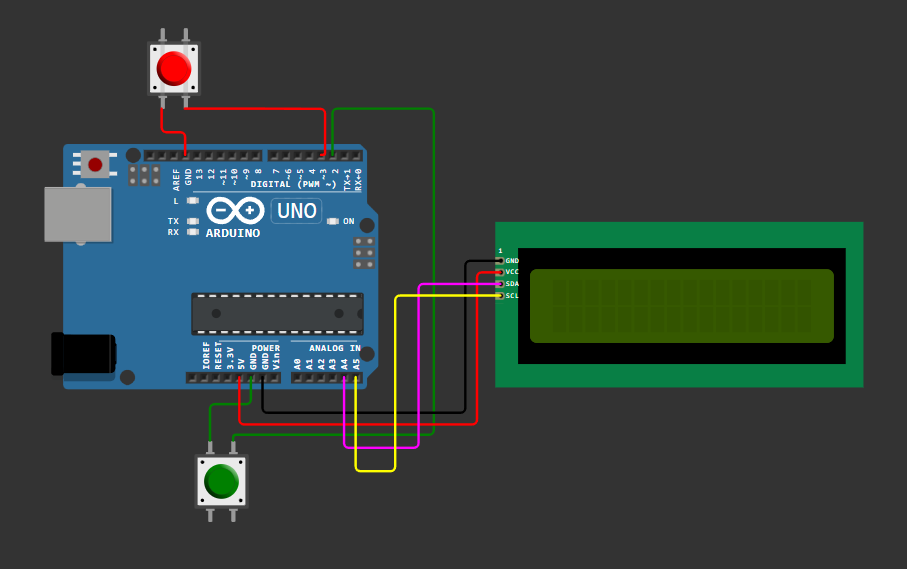 AREF
GND
13
12
~11
~10
~9
8
7
~6
~5
4
~3
2
TX→1
RX←0
DIGITAL (PWM ~)
L
TX
RX
UNO
ON
ARDUINO
1
GND
VCC
SDA
SCL
IOREF
RESET
3.3V
5V
GND
GND
Vin
POWER
ANALOG IN
A0
A1
A2
A3
A4
A5